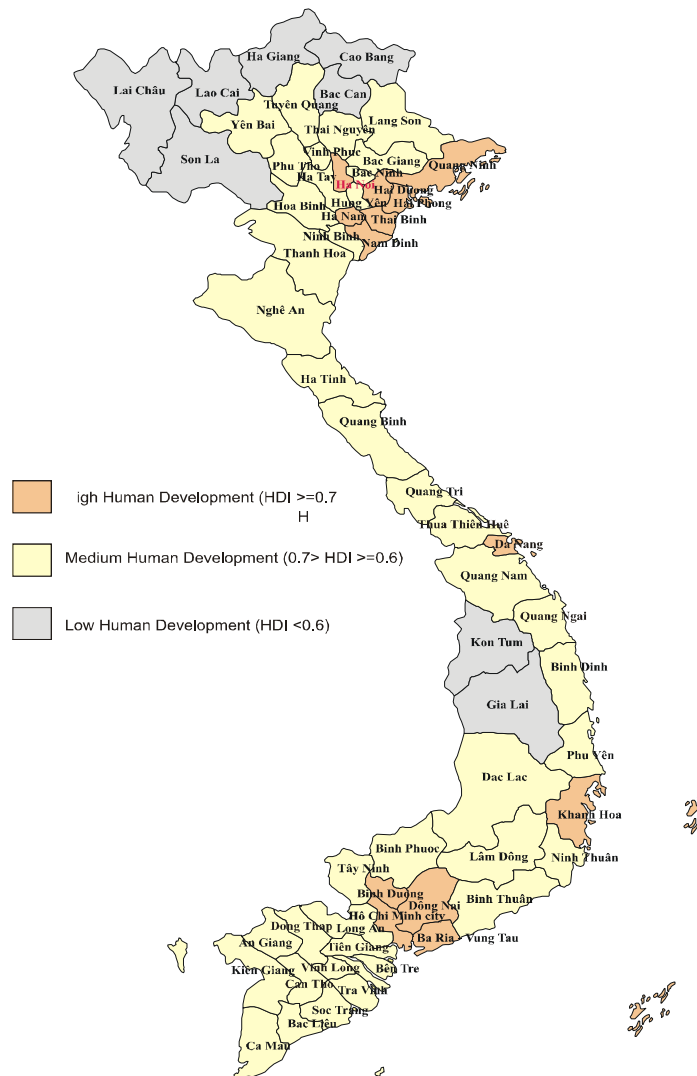 Ha Giang
Cao Bang
Lai Châu
Lao Cai
Bac Can
Tuyên Quang
Lang Son
Yên Bai
Thai Nguyên
Vinh Phuc
Son La
Phu Tho
Bac Giang
Quang Ninh
Ha Tay
Bac Ninh
Ha Noi
Hai Duong
Hoa Binh
Hung Yên
Hai Phong
Ha Nam
Thai Binh
Ninh Binh
Nam Dinh
Thanh Hoa
Nghê An
Ha Tinh
Quang Binh
Quang Tri
igh Human Development (HDI >=0.7
H
Thua Thiên Huê
Da Nang
Medium Human Development (0.7> HDI >=0.6)
Quang Nam
Quang Ngai
Low Human Development (HDI <0.6)
Kon Tum
Binh Dinh
Gia Lai
Phu Yên
Dac Lac
Khanh Hoa
Binh Phuoc
Lâm Dông
Ninh Thuân
Tây Ninh
Binh Duong
Binh Thuân
Dông Nai
Hô Chi Minh city
Dong Thap
Long An
An Giang
Tiên Giang
Ba Ria - Vung Tau
Kiên Giang
Vinh Long
Bên Tre
Can Tho
Tra Vinh
Soc Trang
Bac Liêu
Ca Mau